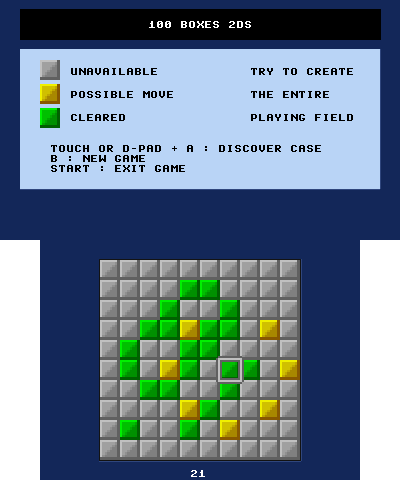 100 BOXES 2DS
UNAVAILABLE
POSSIBLE MOVE
CLEARED
TRY TO CREATE
THE ENTIRE
PLAYING FIELD
TOUCH OR D-PAD + A : DISCOVER CASE
B : NEW GAME
START : EXIT GAME
21